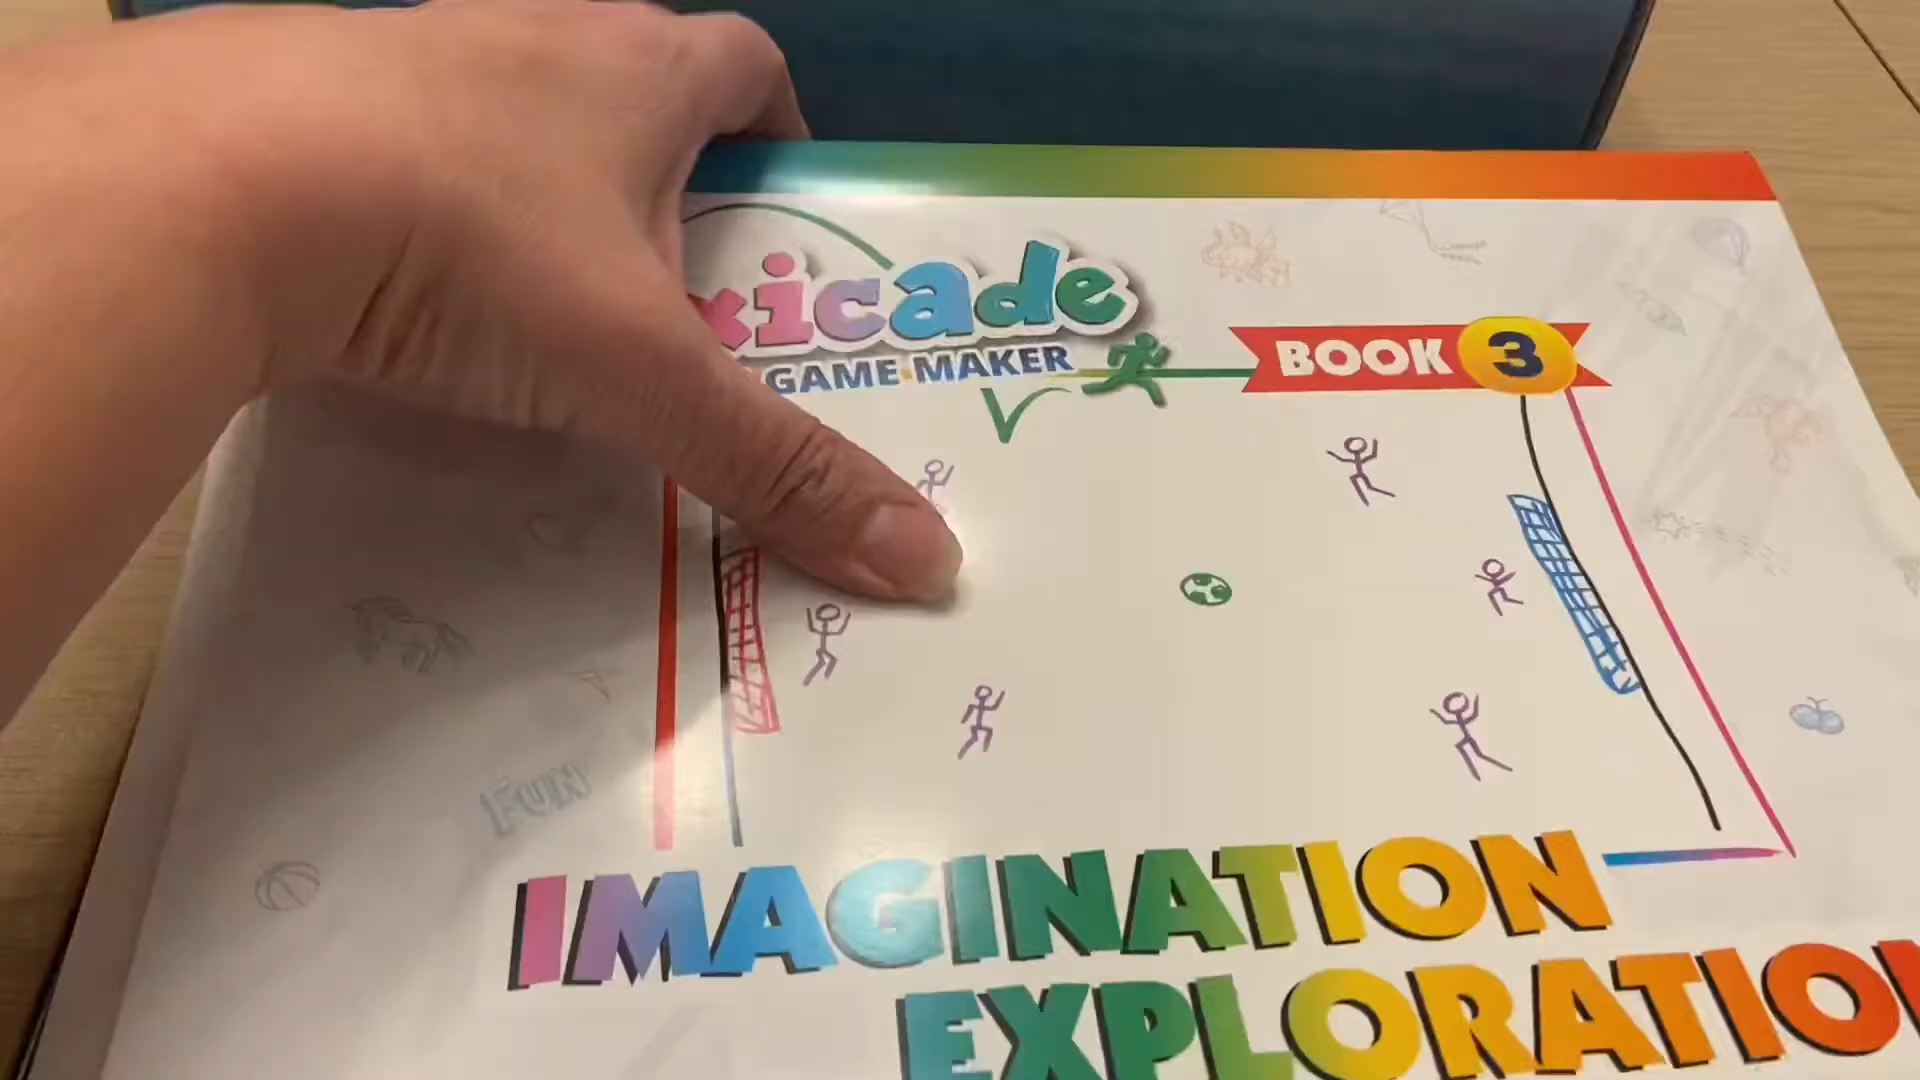 xicade
GAME MAKER
BOOK 3
FUN
IMAGINATION
EXPLORATIO